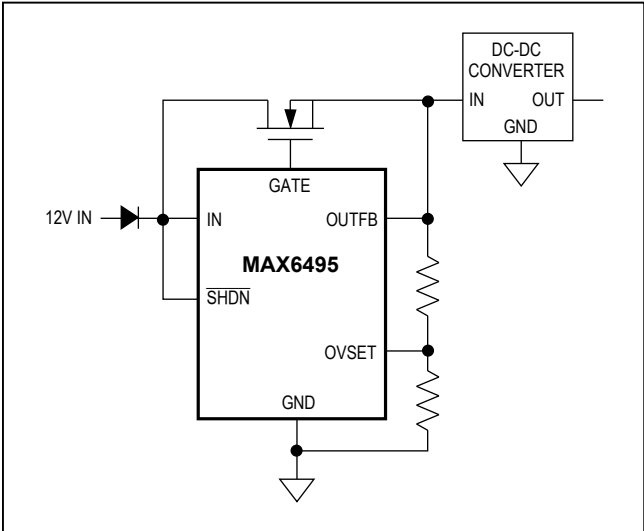 DC-DC
CONVERTER
IN OUT
GND
GATE
12V IN
IN OUTFB
MAX6495
SHDN
OVSET
GND